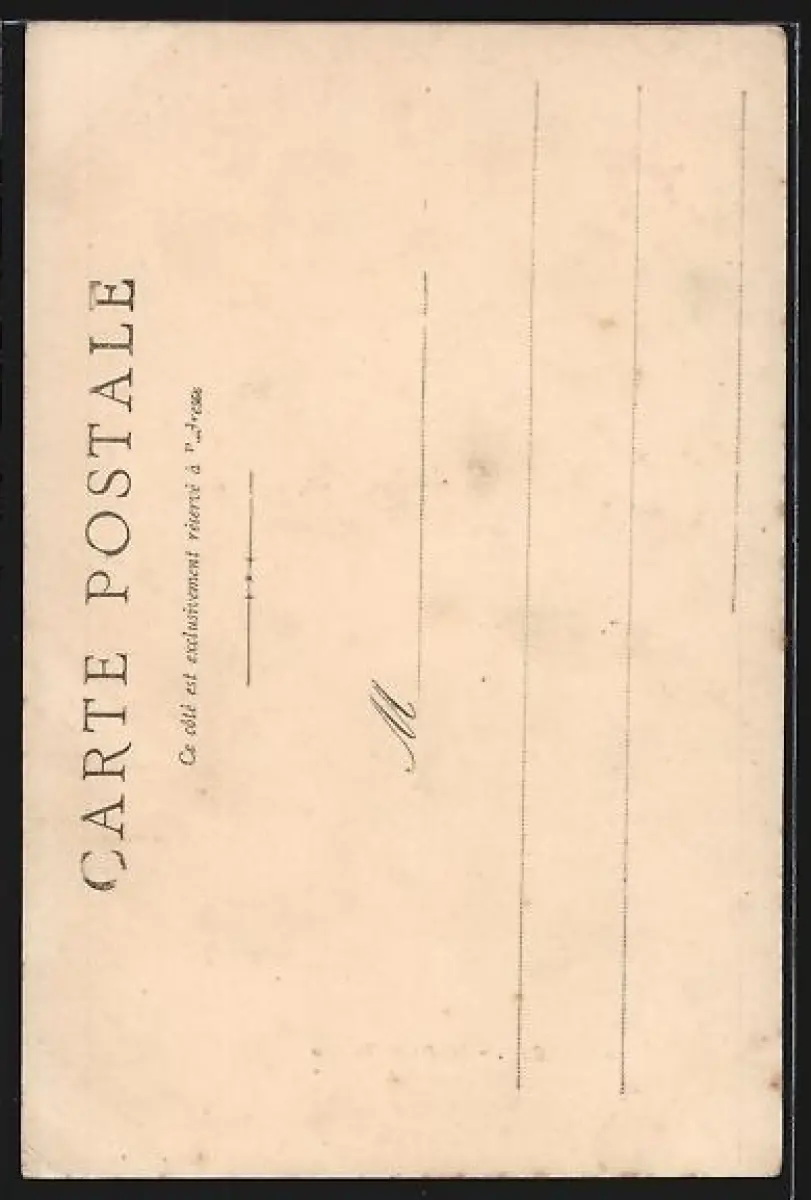 CARTE POSTALE
Ce côté est exclusivement réservé à l'adresse
M